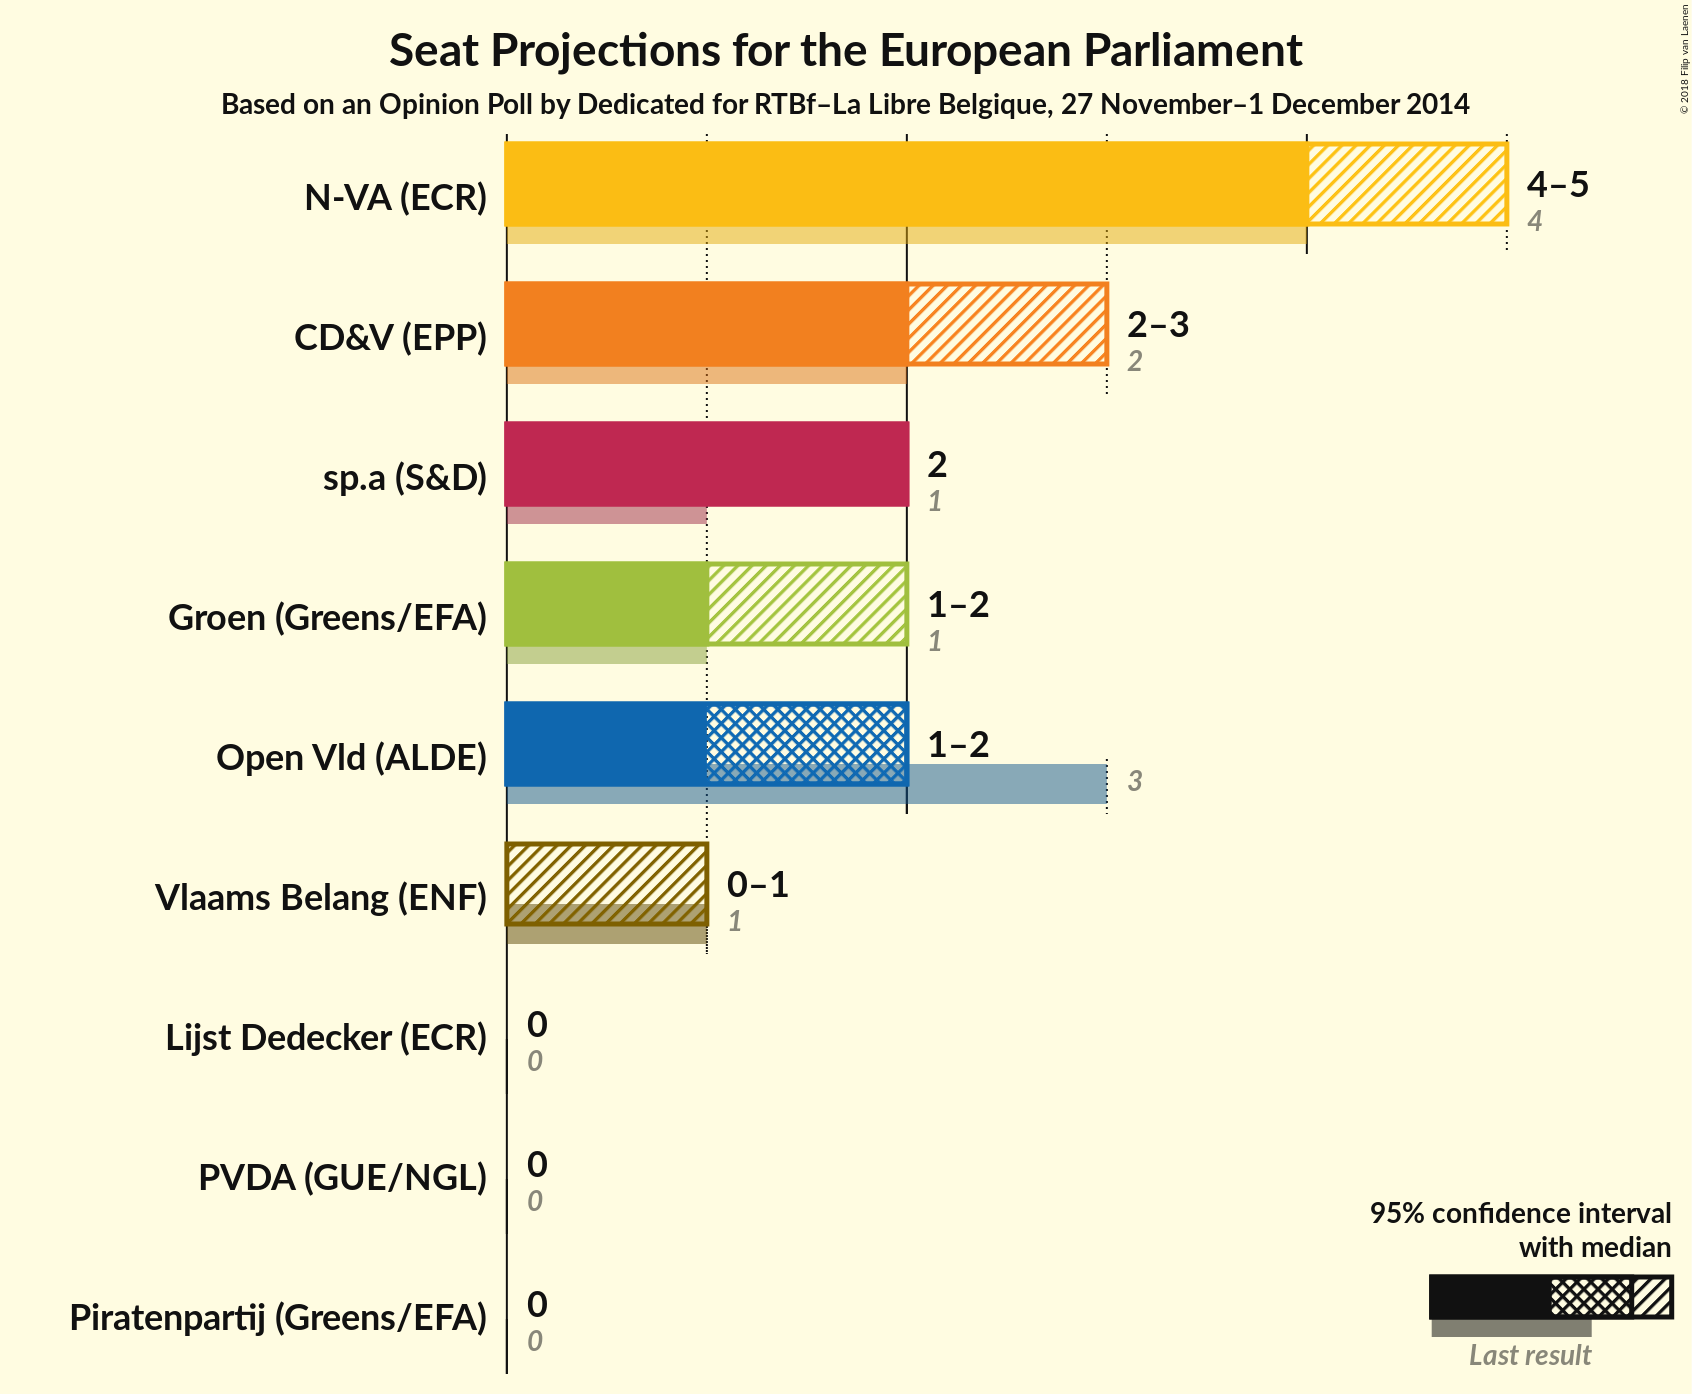 Seat Projections for the European Parliament
Based on an Opinion Poll by Dedicated for RTBf–La Libre Belgique, 27 November–1 December 2014
© 2018 Filip van Laenen
N-VA (ECR)
4–5
4
CD&V (EPP)
2–3
2
sp.a (S&D)
2
1
Groen (Greens/EFA)
1–2
1
Open Vld (ALDE)
1–2
3
Vlaams Belang (ENF)
0–1
1
Lijst Dedecker (ECR)
0
0
PVDA (GUE/NGL)
0
0
Piratenpartij (Greens/EFA)
0
0
95% confidence interval
with median
Last result